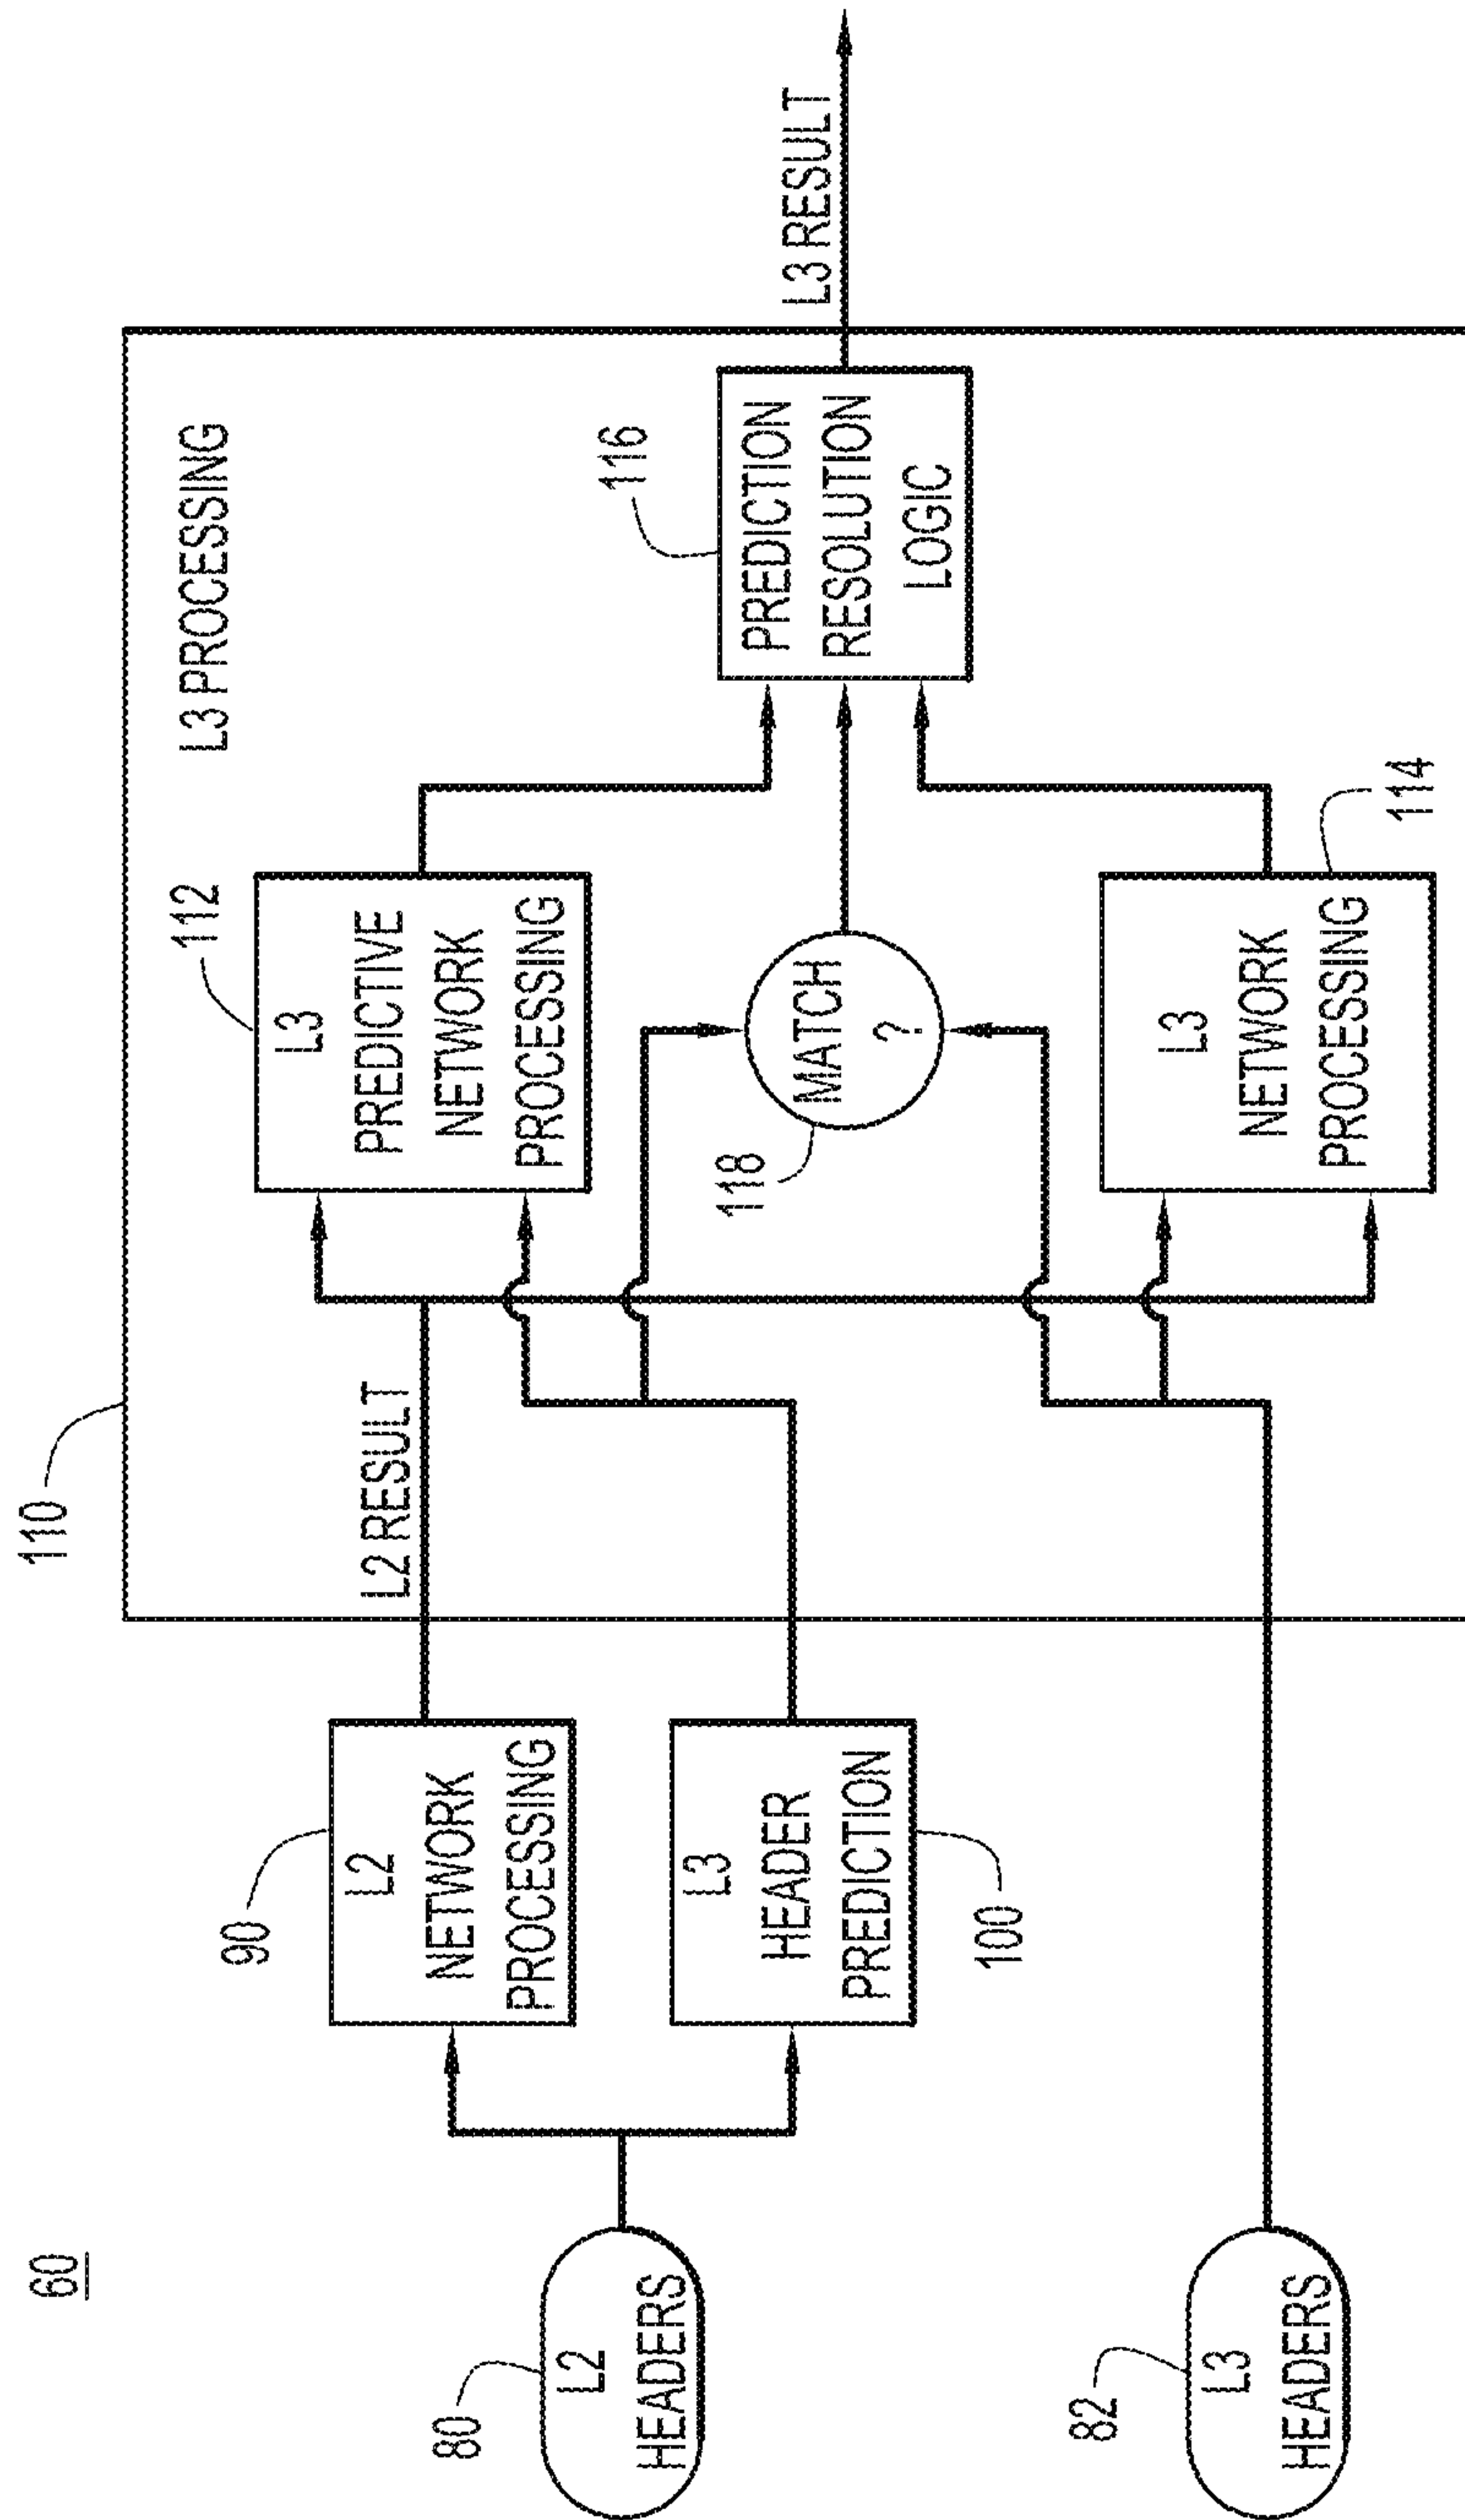 60
110
L3 PROCESSING
112
L3
PREDICTIVE
NETWORK
PROCESSING
90
L2
NETWORK
PROCESSING
L2 RESULT
80
L2
HEADERS
L3
HEADER
PREDICTION
100
118
MATCH
?
116
PREDICTION
RESOLUTION
LOGIC
L3 RESULT
82
L3
HEADERS
L3
NETWORK
PROCESSING
114